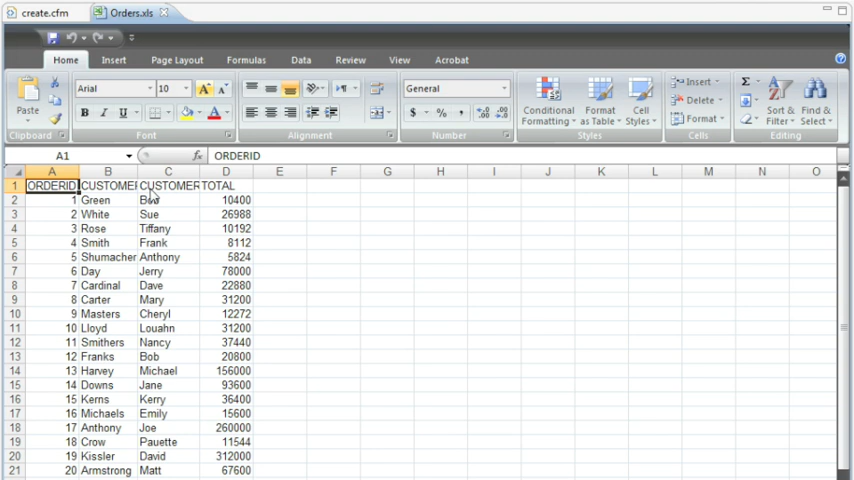 create.cfm Orders.xls
Home Insert Page Layout Formulas Data Review View Acrobat
Arial 10 A A General Insert Σ
Paste B I U A $ % , .00 Conditional Formatting Format as Table Cell Styles Delete Format Sort & Filter Find & Select
Clipboard Font Alignment Number Styles Cells Editing
A1 fx ORDERID
A B C D E F G H I J K L M N O
1 ORDERID CUSTOMER CUSTOMER TOTAL
2 1 Green 10400
3 2 White Sue 26988
4 3 Rose Tiffany 10192
5 4 Smith Frank 8112
6 5 Shumacher Anthony 5824
7 6 Day Jerry 78000
8 7 Cardinal Dave 22880
9 8 Carter Mary 31200
10 9 Masters Cheryl 12272
11 10 Lloyd Louahn 31200
12 11 Smithers Nancy 37440
13 12 Franks Bob 20800
14 13 Harvey Michael 156000
15 14 Downs Jane 93600
16 15 Kerns Kerry 36400
17 16 Michaels Emily 15600
18 17 Anthony Joe 260000
19 18 Crow Pauette 11544
20 19 Kissler David 312000
21 20 Armstrong Matt 67600